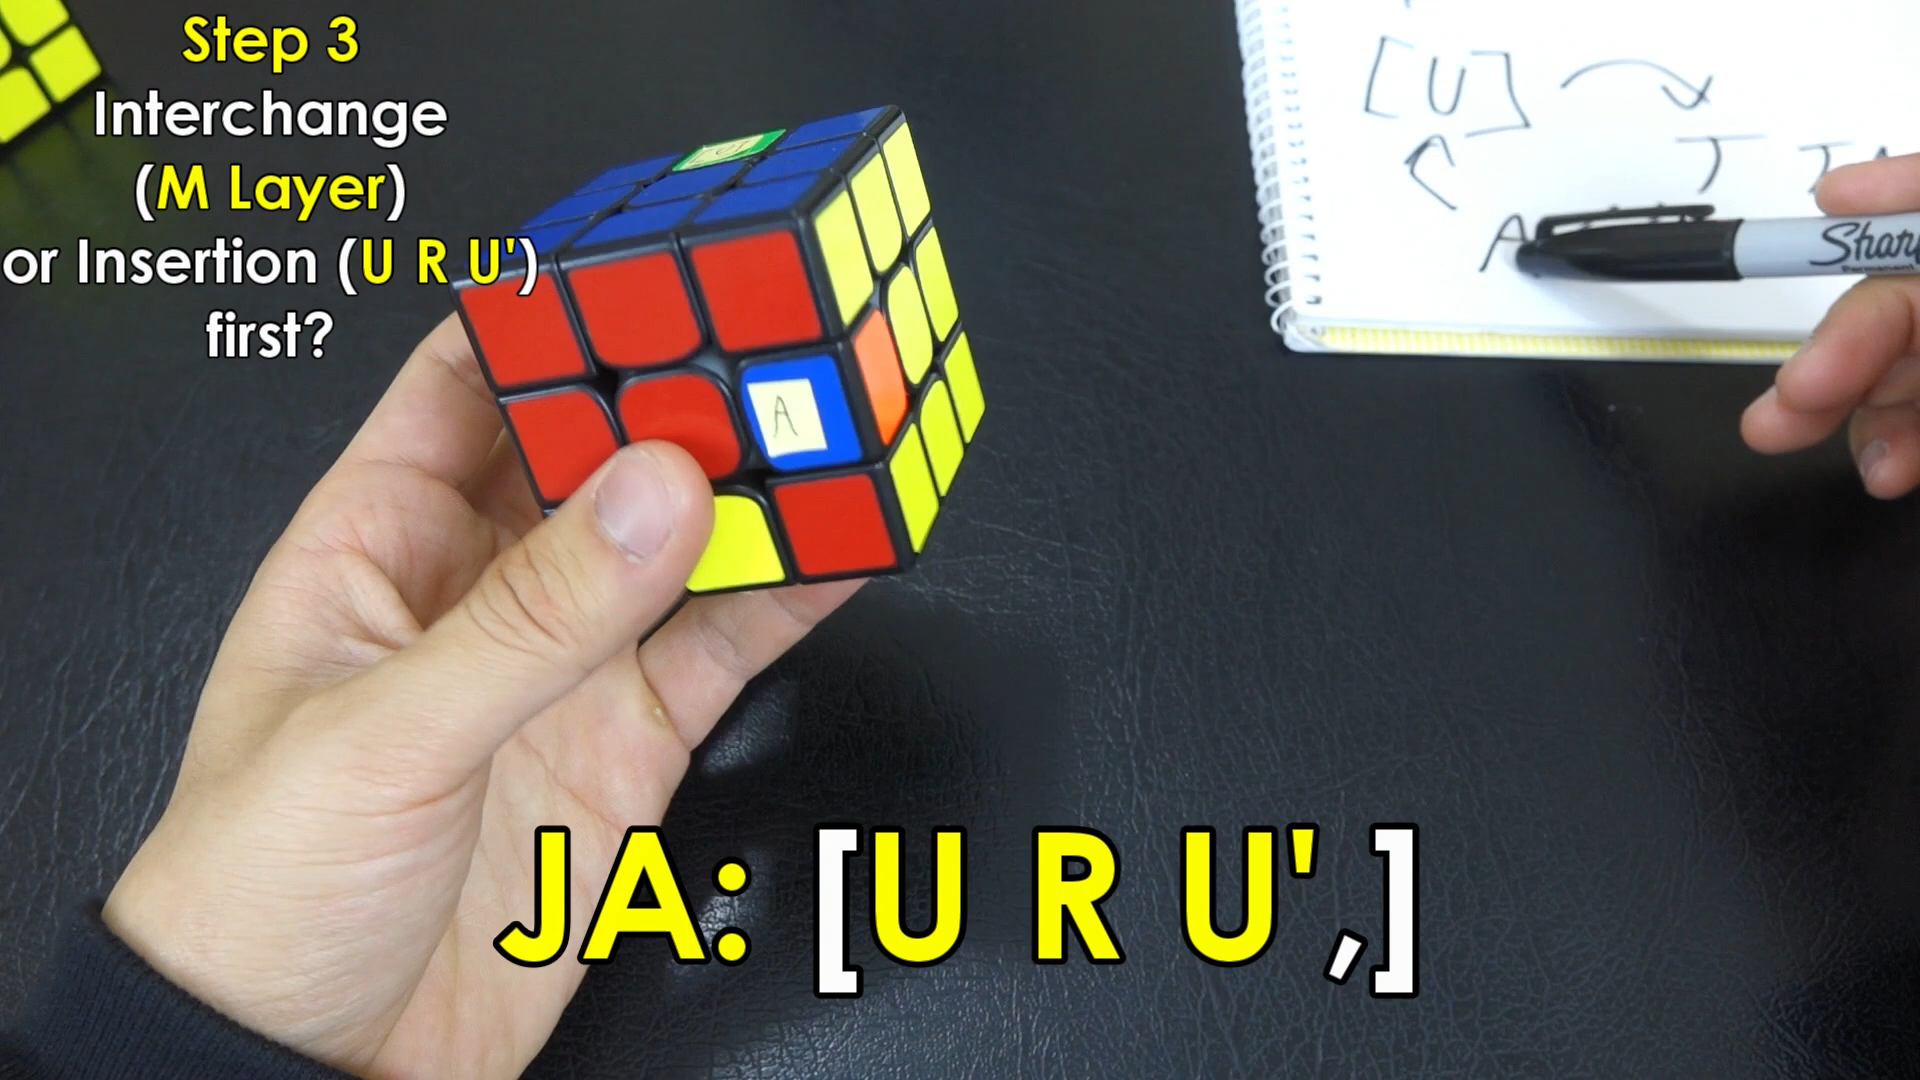 Step 3
Interchange
(M Layer)
or Insertion (U R U')
first?
[U]
J
A
A
JA: [U R U',]